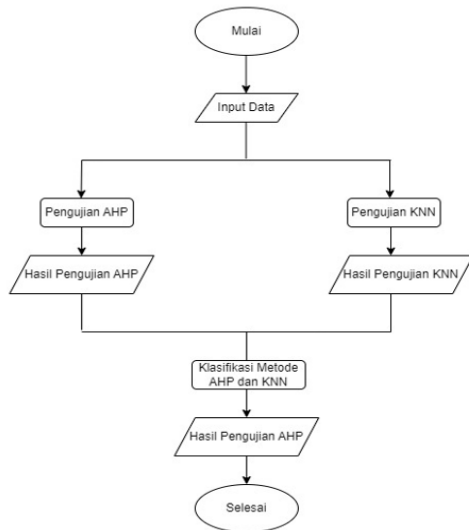 Mulai
Input Data
Pengujian AHP
Pengujian KNN
Hasil Pengujian AHP
Hasil Pengujian KNN
Klasifikasi Metode
AHP dan KNN
Hasil Pengujian AHP
Selesai